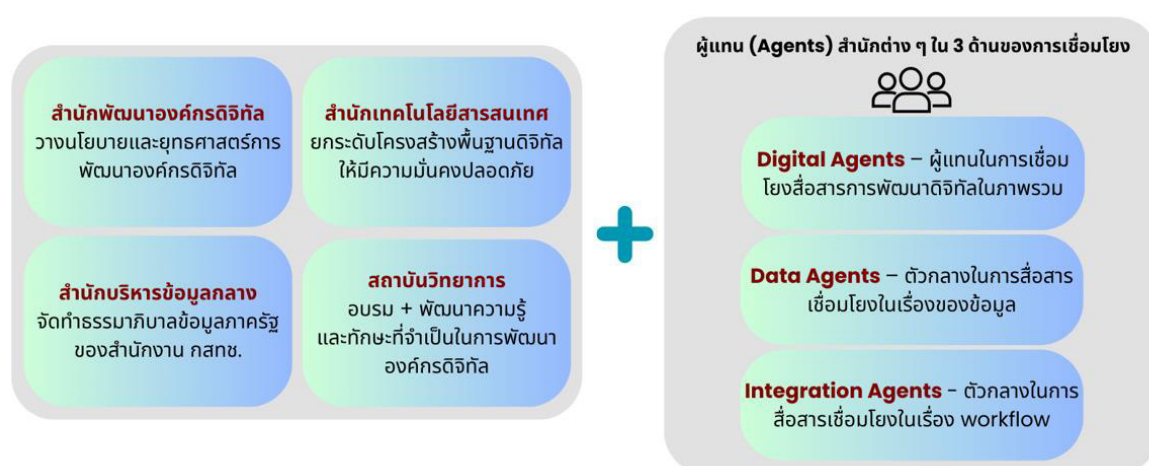 สำนักพัฒนาองค์กรดิจิทัล
วางนโยบายและยุทธศาสตร์การ
พัฒนาองค์กรดิจิทัล
สำนักเทคโนโลยีสารสนเทศ
ยกระดับโครงสร้างพื้นฐานดิจิทัล
ให้มีความมั่นคงปลอดภัย
สำนักบริหารข้อมูลกลาง
จัดทำธรรมาภิบาลข้อมูลภาครัฐ
ของสำนักงาน กสทช.
สถาบันวิทยาการ
อบรม + พัฒนาความรู้
และทักษะที่จำเป็นในการพัฒนา
องค์กรดิจิทัล
ผู้แทน (Agents) สำนักต่าง ๆ ใน 3 ด้านของการเชื่อมโยง
Digital Agents – ผู้แทนในการเชื่อม
โยงสื่อสารการพัฒนาดิจิทัลในภาพรวม
Data Agents – ตัวกลางในการสื่อสาร
เชื่อมโยงในเรื่องของข้อมูล
Integration Agents - ตัวกลางในการ
สื่อสารเชื่อมโยงในเรื่อง workflow